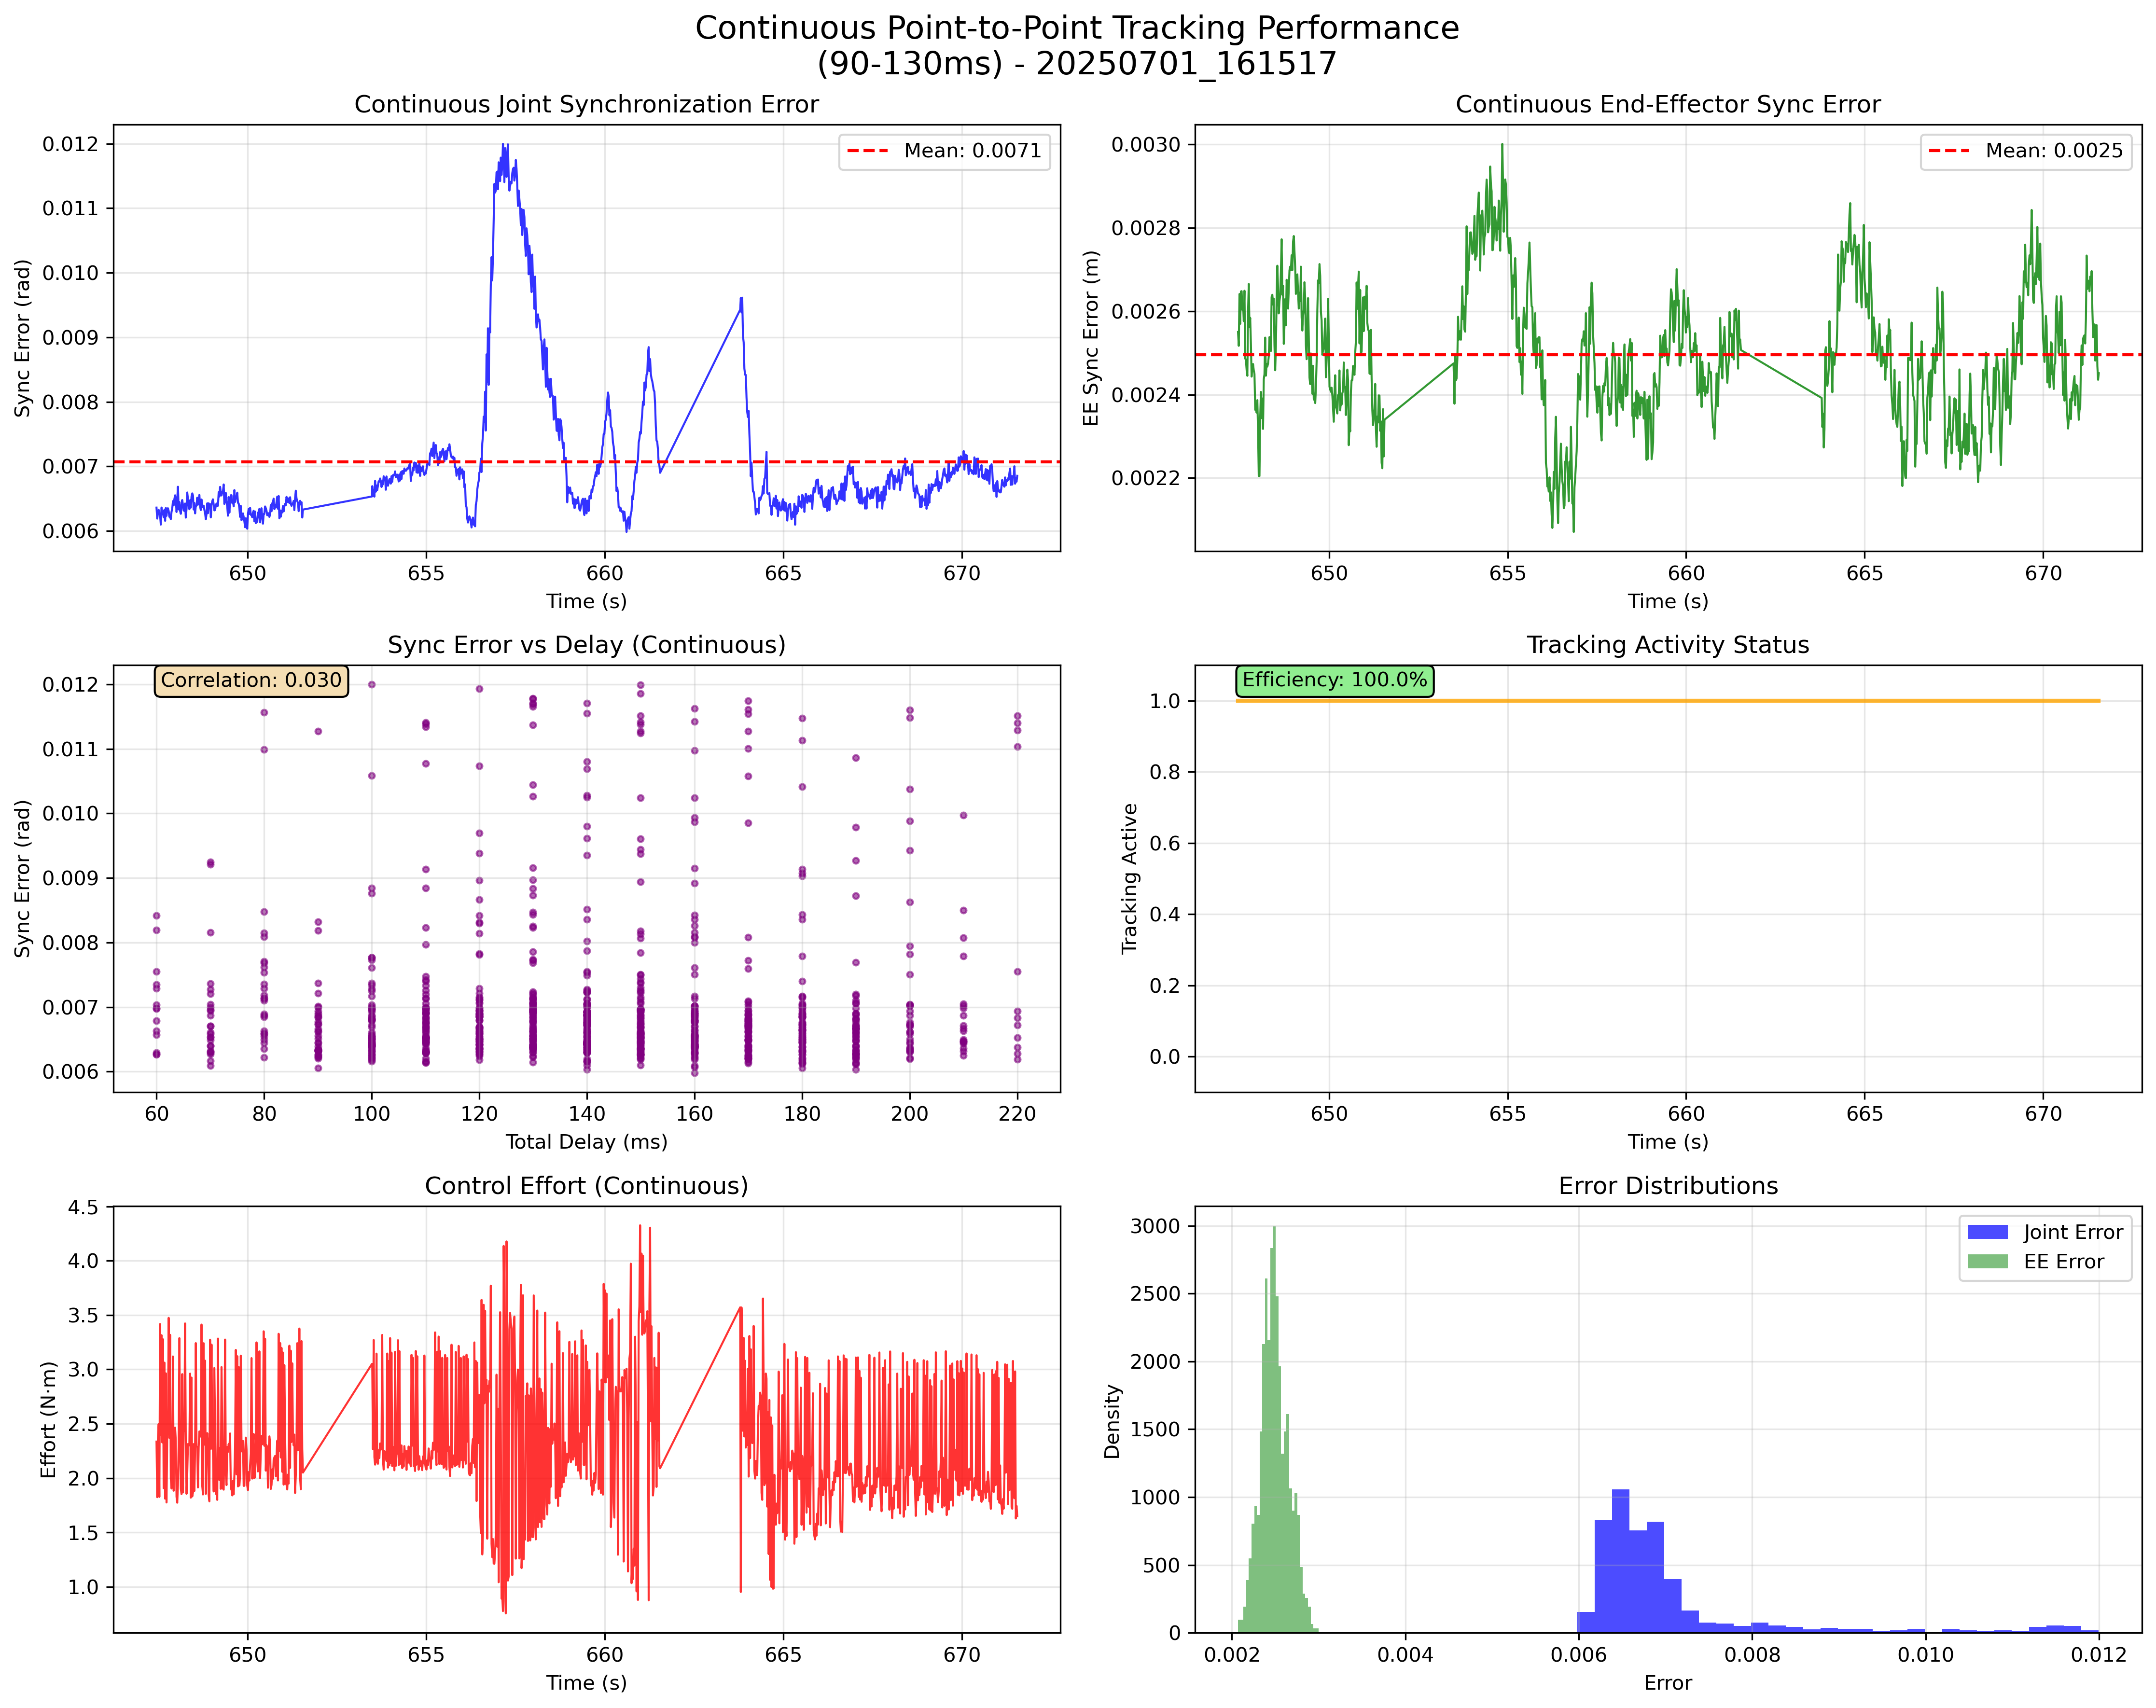 Continuous Point-to-Point Tracking Performance
(90-130ms) - 20250701_161517
Continuous Joint Synchronization Error
Sync Error (rad)
0.012
0.011
0.010
0.009
0.008
0.007
0.006
Mean: 0.0071
650 655 660 665 670
Time (s)
Continuous End-Effector Sync Error
EE Sync Error (m)
0.0030
0.0028
0.0026
0.0024
0.0022
Mean: 0.0025
650 655 660 665 670
Time (s)
Sync Error vs Delay (Continuous)
Sync Error (rad)
0.012
0.011
0.010
0.009
0.008
0.007
0.006
Correlation: 0.030
60 80 100 120 140 160 180 200 220
Total Delay (ms)
Tracking Activity Status
Tracking Active
1.0
0.8
0.6
0.4
0.2
0.0
Efficiency: 100.0%
650 655 660 665 670
Time (s)
Control Effort (Continuous)
Effort (N·m)
4.5
4.0
3.5
3.0
2.5
2.0
1.5
1.0
650 655 660 665 670
Time (s)
Error Distributions
Density
3000
2500
2000
1500
1000
500
0
Joint Error
EE Error
0.002 0.004 0.006 0.008 0.010 0.012
Error